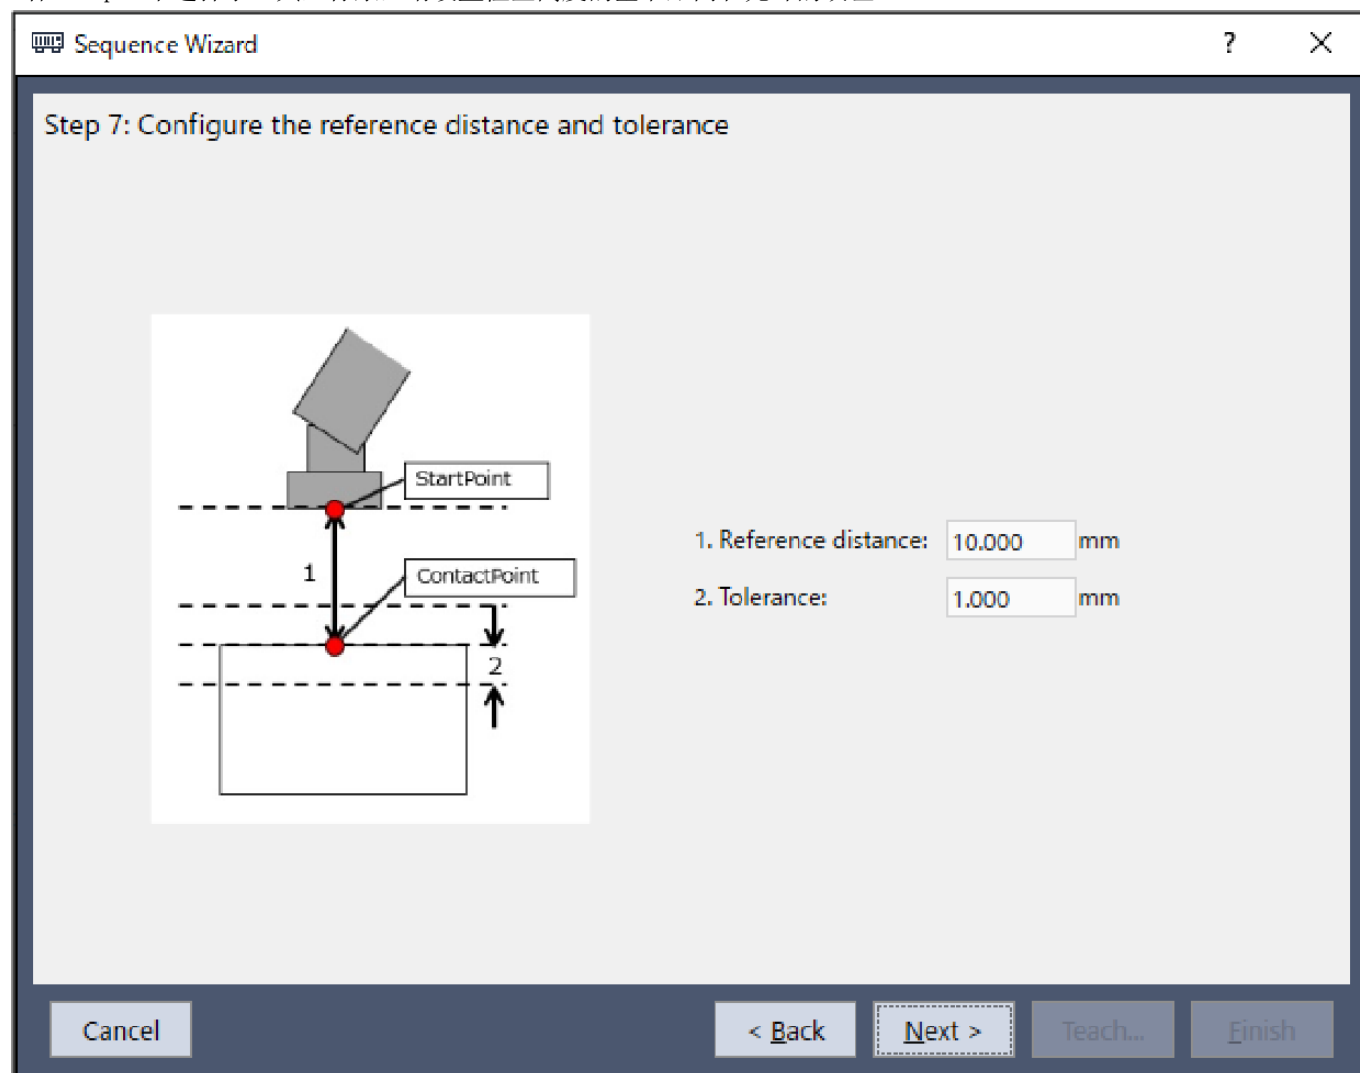 Sequence Wizard
?
Step 7: Configure the reference distance and tolerance
StartPoint
1
ContactPoint
2
1. Reference distance: 10.000 mm
2. Tolerance: 1.000 mm
Cancel
< Back
Next >
Teach...
Finish